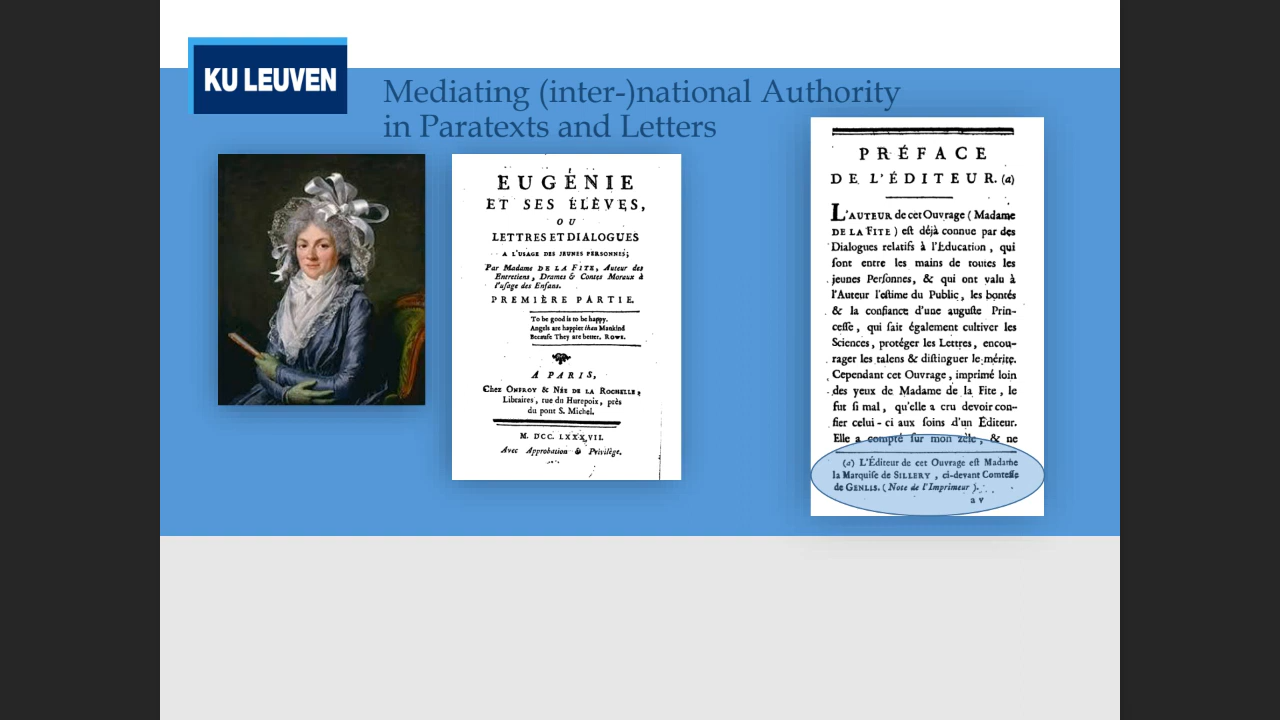 KU LEUVEN
Mediating (inter-)national Authority
in Paratexts and Letters
EUGÉNIE
ET SES ÉLÈVES,
OU
LETTRES ET DIALOGUES
A L'USAGE DES JEUNES PERSONNES;
Par Madame DE LA FITE, Auteur des
Entretiens, Drames & Contes Moraux à
l'usage des Enfans.
PREMIÈRE PARTIE.
To be good is to be happy.
Angels are happier than Mankind
Because They are better. ROWE.
A PARIS,
Chez ONFROY & NÉE DE LA ROCHELLE,
Libraires, rue du Hurepoix, près
du pont S. Michel.
M. DCC. LXXXVII.
Avec Approbation & Privilége.
PRÉFACE
DE L'ÉDITEUR. (a)
L'AUTEUR de cet Ouvrage (Madame
DE LA FITE) est déjà connue par des
Dialogues relatifs à l'Éducation, qui
sont entre les mains de toutes les
jeunes Personnes, & qui ont valu à
l'Auteur l'estime du Public, les bontés
& la confiance d'une auguste Prin-
cesse, qui sait également cultiver les
Sciences, protéger les Lettres, encou-
rager les talens & distinguer le mérite.
Cependant cet Ouvrage, imprimé loin
des yeux de Madame de la Fite, le
fut si mal, qu'elle a cru devoir con-
fier celui-ci aux soins d'un Éditeur.
Elle a compté sur mon zèle, & ne
(a) L'Éditeur de cet Ouvrage est Madame
la Marquise de SILLERY, ci-devant Comtesse
de GENLIS. (Note de l'Imprimeur).
a v